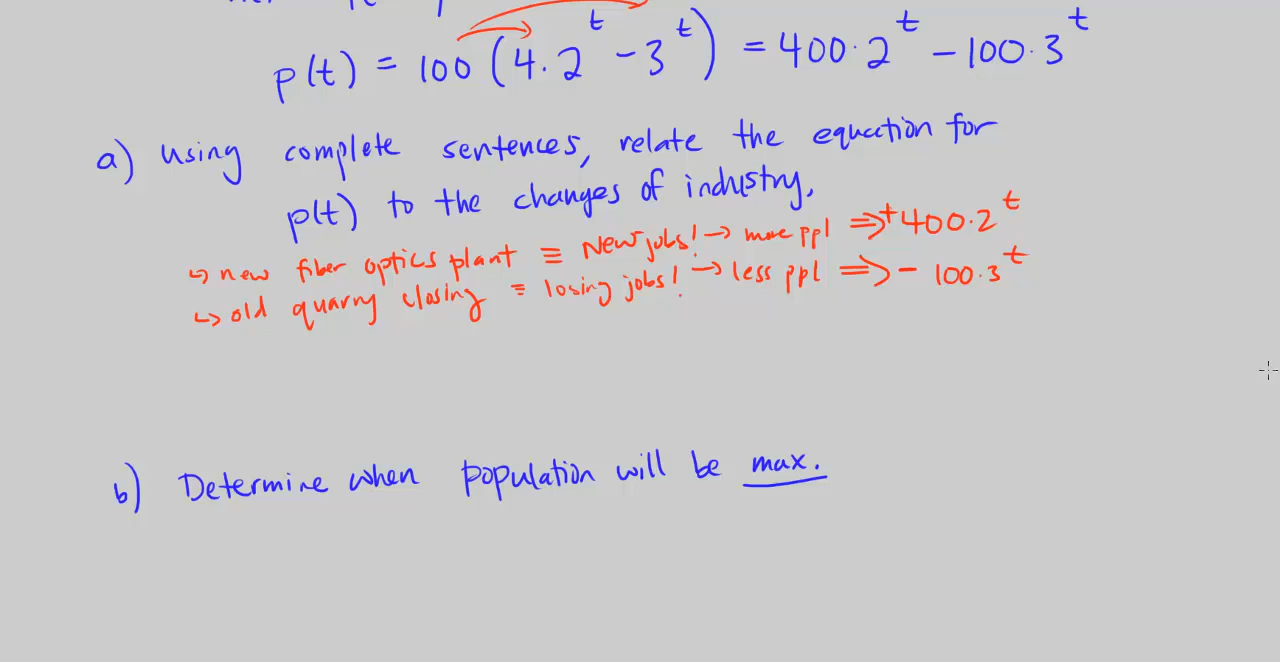 p(t) = 100 (4·2^t - 3^t) = 400·2^t - 100·3^t
a) Using complete sentences, relate the equation for
p(t) to the changes of industry.
↳ new fiber optics plant ≡ New jobs! → more ppl ⇒ +400·2^t
↳ old quarry closing ≡ losing jobs! → less ppl ⇒ - 100·3^t
b) Determine when population will be max.